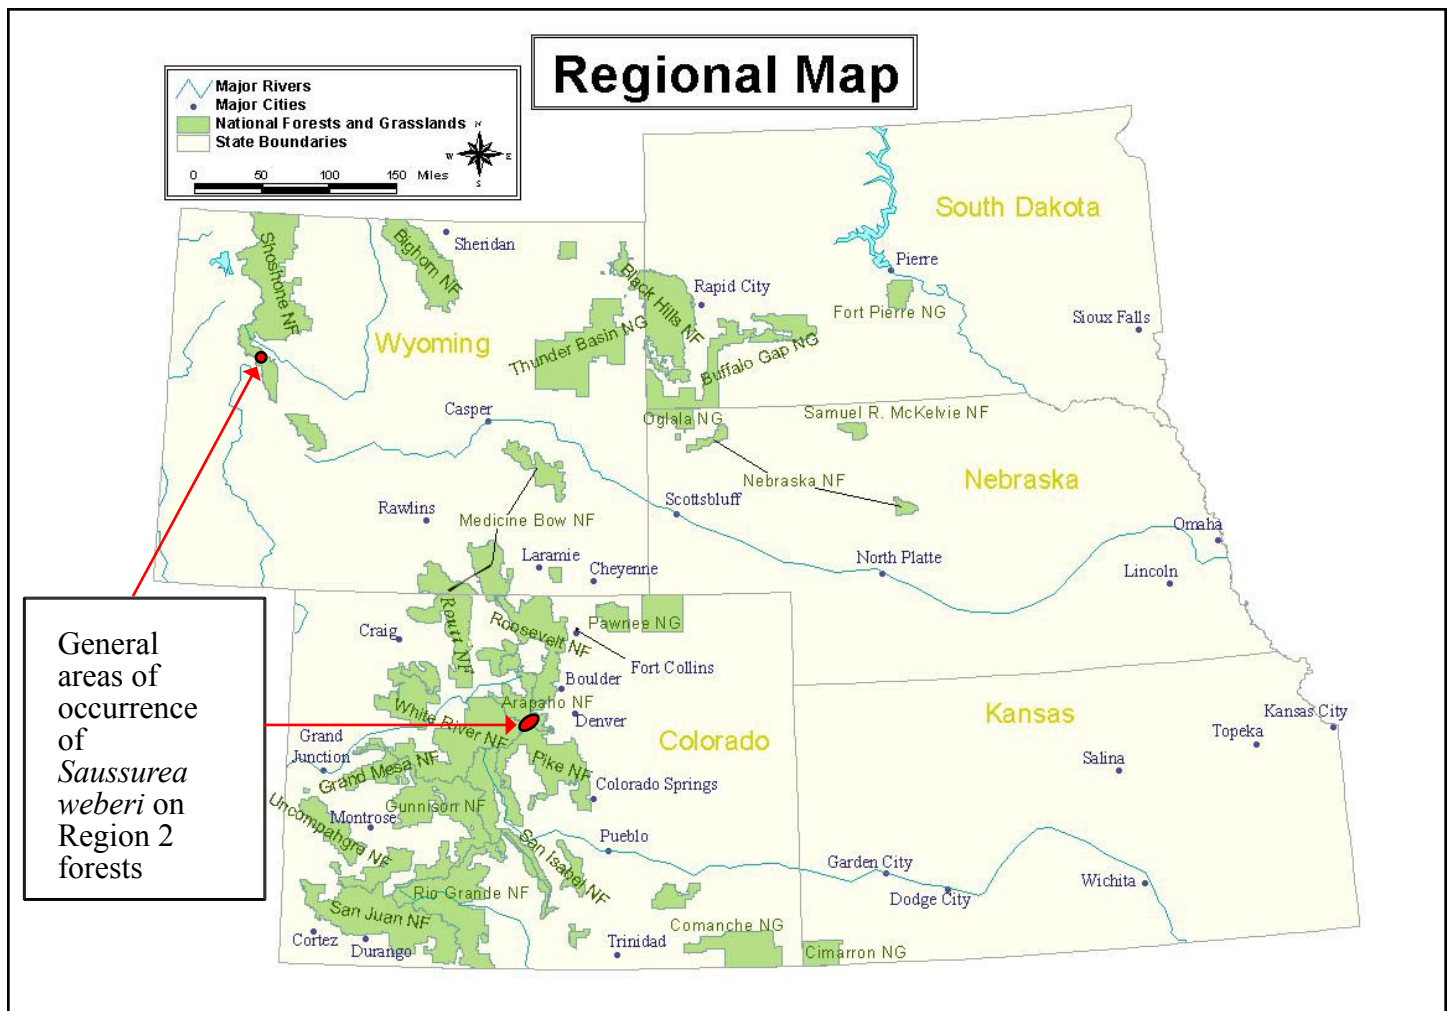 Regional Map
Major Rivers
Major Cities
National Forests and Grasslands
State Boundaries
N
W
E
S
0 50 100 150 Miles
South Dakota
Shoshone NF
Bighorn NF
Sheridan
Black Hills NF
Rapid City
Pierre
Fort Pierre NG
Sioux Falls
Wyoming
Thunder Basin NG
Buffalo Gap NG
Casper
Oglala NG
Samuel R. McKelvie NF
Nebraska NF
Nebraska
Scottsbluff
Rawlins
Medicine Bow NF
Omaha
Laramie
Cheyenne
North Platte
Lincoln
General
areas of
occurrence
of
Saussurea
weberi on
Region 2
forests
Craig
Routt NF
Roosevelt NF
Pawnee NG
Fort Collins
Boulder
Arapaho NF
Denver
White River NF
Colorado
Kansas
Kansas City
Topeka
Salina
Grand
Junction
Grand Mesa NF
Pike NF
Colorado Springs
Uncompahgre NF
Gunnison NF
Montrose
Pueblo
San Isabel NF
Garden City
Dodge City
Wichita
Rio Grande NF
San Juan NF
Cortez
Durango
Trinidad
Comanche NG
Cimarron NG